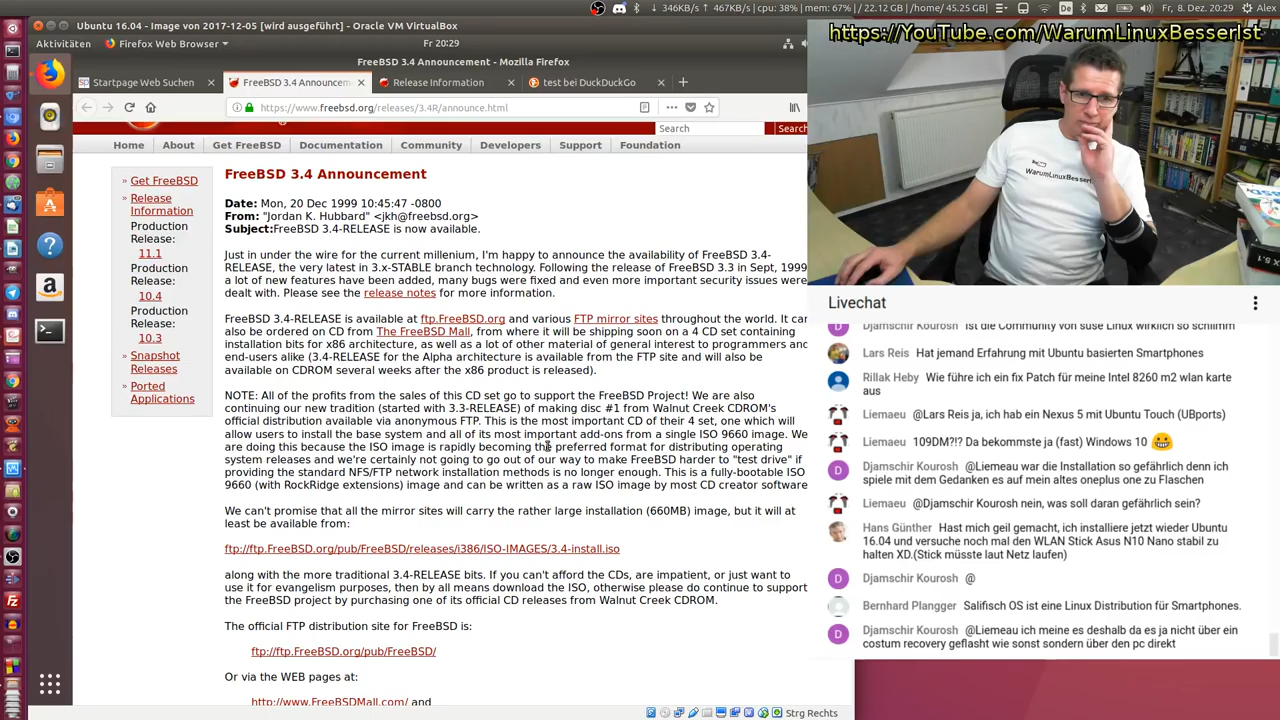 Ubuntu 16.04 - Image von 2017-12-05 [wird ausgeführt] - Oracle VM VirtualBox
346KB/s
467KB/s
cpu: 38%
mem: 67%
//: 22.12 GB
home/: 45.25 GB
De
Fr, 8. Dez. 20:29
Alex
Aktivitäten
Firefox Web Browser
Fr 20:29
https://YouTube.com/WarumLinuxBesserIst
FreeBSD 3.4 Announcement - Mozilla Firefox
Startpage Web Suchen
FreeBSD 3.4 Announcemen
Release Information
test bei DuckDuckGo
https://www.freebsd.org/releases/3.4R/announce.html
Search
Search
Home
About
Get FreeBSD
Documentation
Community
Developers
Support
Foundation
» Get FreeBSD
» Release
Information
Production
Release:
11.1
Production
Release:
10.4
Production
Release:
10.3
» Snapshot
Releases
» Ported
Applications
FreeBSD 3.4 Announcement
Date: Mon, 20 Dec 1999 10:45:47 -0800
From: "Jordan K. Hubbard" <jkh@freebsd.org>
Subject:FreeBSD 3.4-RELEASE is now available.
Just in under the wire for the current millenium, I'm happy to announce the availability of FreeBSD 3.4-
RELEASE, the very latest in 3.x-STABLE branch technology. Following the release of FreeBSD 3.3 in Sept, 1999
a lot of new features have been added, many bugs were fixed and even more important security issues were
dealt with. Please see the release notes for more information.
FreeBSD 3.4-RELEASE is available at ftp.FreeBSD.org and various FTP mirror sites throughout the world. It can
also be ordered on CD from The FreeBSD Mall, from where it will be shipping soon on a 4 CD set containing
installation bits for x86 architecture, as well as a lot of other material of general interest to programmers and
end-users alike (3.4-RELEASE for the Alpha architecture is available from the FTP site and will also be
available on CDROM several weeks after the x86 product is released).
NOTE: All of the profits from the sales of this CD set go to support the FreeBSD Project! We are also
continuing our new tradition (started with 3.3-RELEASE) of making disc #1 from Walnut Creek CDROM's
official distribution available via anonymous FTP. This is the most important CD of their 4 set, one which will
allow users to install the base system and all of its most important add-ons from a single ISO 9660 image. We
are doing this because the ISO image is rapidly becoming the preferred format for distributing operating
system releases and we're certainly not going to go out of our way to make FreeBSD harder to "test drive" if
providing the standard NFS/FTP network installation methods is no longer enough. This is a fully-bootable ISO
9660 (with RockRidge extensions) image and can be written as a raw ISO image by most CD creator software
We can't promise that all the mirror sites will carry the rather large installation (660MB) image, but it will at
least be available from:
ftp://ftp.FreeBSD.org/pub/FreeBSD/releases/i386/ISO-IMAGES/3.4-install.iso
along with the more traditional 3.4-RELEASE bits. If you can't afford the CDs, are impatient, or just want to
use it for evangelism purposes, then by all means download the ISO, otherwise please do continue to support
the FreeBSD project by purchasing one of its official CD releases from Walnut Creek CDROM.
The official FTP distribution site for FreeBSD is:
ftp://ftp.FreeBSD.org/pub/FreeBSD/
Or via the WEB pages at:
http://www.FreeBSDMall.com/ and
Strg Rechts
WarumLinuxBesserIst
Livechat
Djamschir Kourosh Ist die Community von suse Linux wirklich so schlimm
Lars Reis Hat jemand Erfahrung mit Ubuntu basierten Smartphones
Rillak Heby Wie führe ich ein fix Patch für meine Intel 8260 m2 wlan karte
aus
Liemaeu @Lars Reis ja, ich hab ein Nexus 5 mit Ubuntu Touch (UBports)
Liemaeu 109DM?!? Da bekommste ja (fast) Windows 10 😁
Djamschir Kourosh @Liemeau war die Installation so gefährlich denn ich
spiele mit dem Gedanken es auf mein altes oneplus one zu Flaschen
Liemaeu @Djamschir Kourosh nein, was soll daran gefährlich sein?
Hans Günther Hast mich geil gemacht, ich installiere jetzt wieder Ubuntu
16.04 und versuche noch mal den WLAN Stick Asus N10 Nano stabil zu
halten XD.(Stick müsste laut Netz laufen)
Djamschir Kourosh @
Bernhard Plangger Salifisch OS ist eine Linux Distribution für Smartphones.
Djamschir Kourosh @Liemeau ich meine es deshalb da es ja nicht über ein
costum recovery geflasht wie sonst sondern über den pc direkt